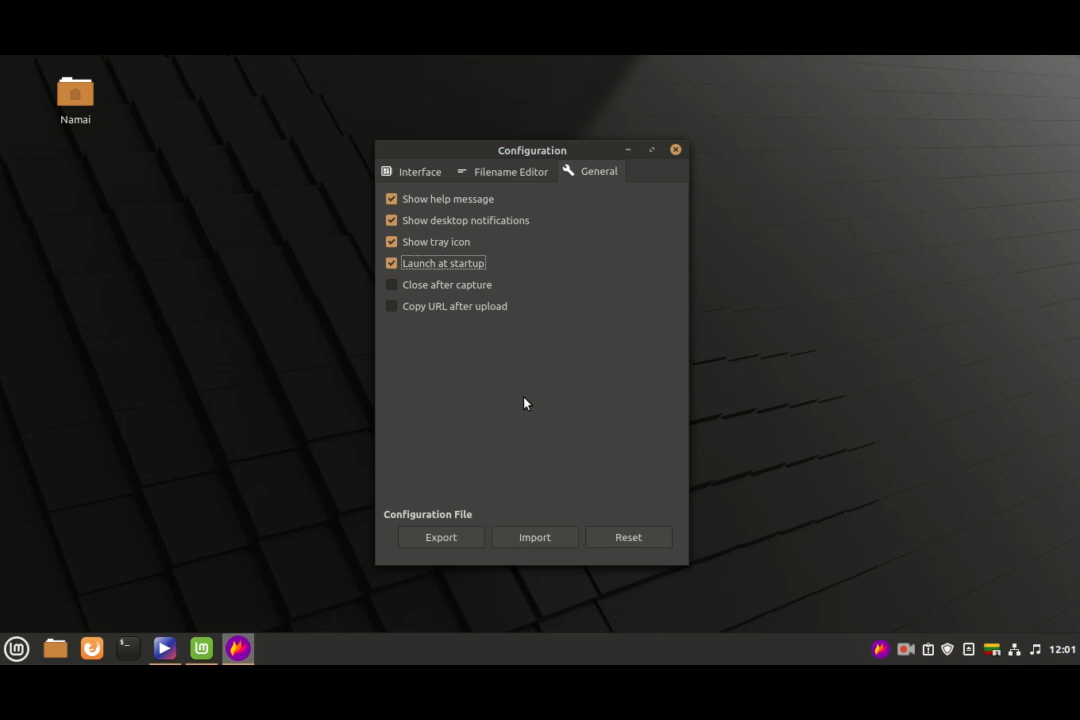 Namai
Configuration
Interface
Filename Editor
General
Show help message
Show desktop notifications
Show tray icon
Launch at startup
Close after capture
Copy URL after upload
Configuration File
Export
Import
Reset
12:01